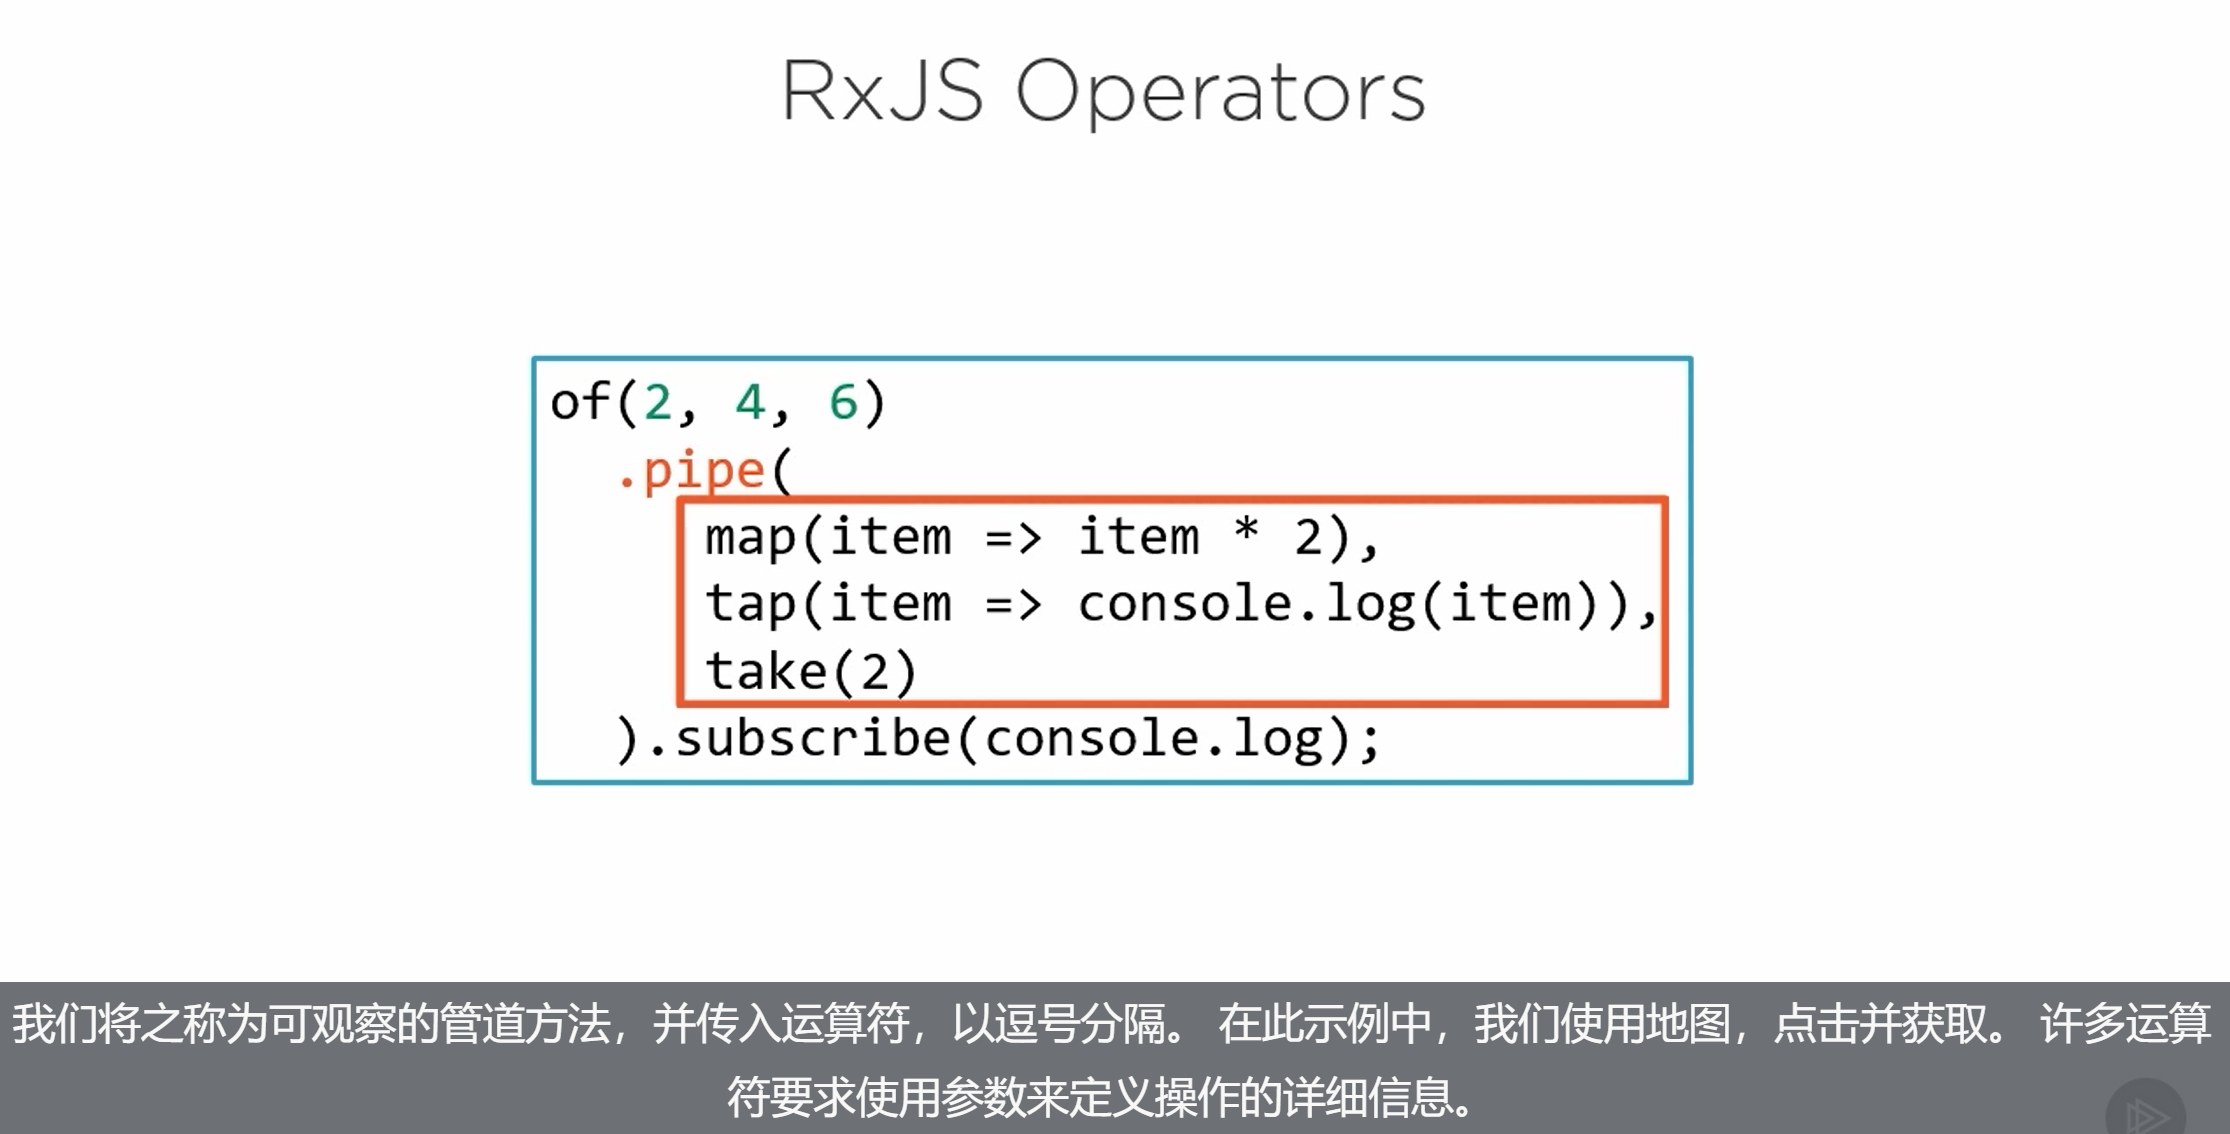 RxJS Operators
of(2, 4, 6)
.pipe(
map(item => item * 2),
tap(item => console.log(item)),
take(2)
).subscribe(console.log);
我们将之称为可观察的管道方法，并传入运算符，以逗号分隔。 在此示例中，我们使用地图，点击并获取。 许多运算
符要求使用参数来定义操作的详细信息。